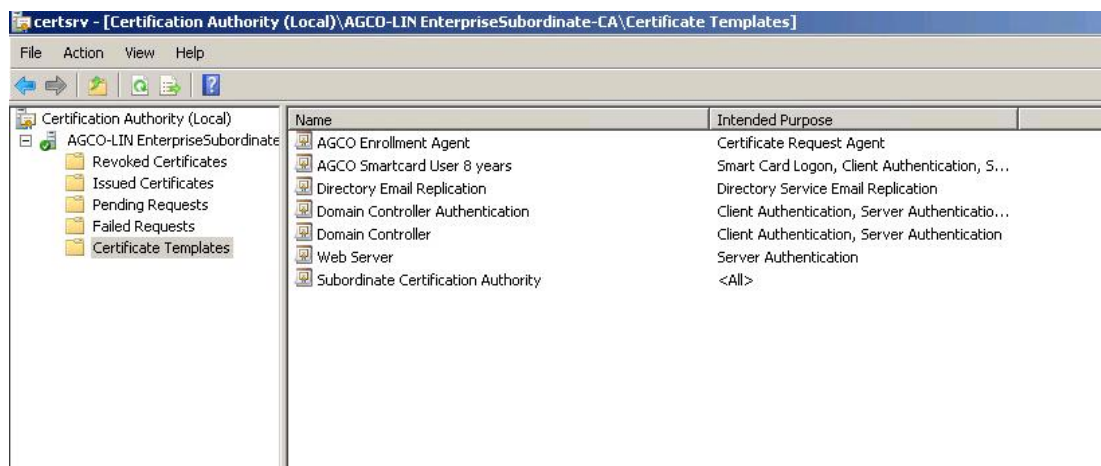 certsrv - [Certification Authority (Local)\AGCO-LIN EnterpriseSubordinate-CA\Certificate Templates]
File Action View Help
Certification Authority (Local)
AGCO-LIN EnterpriseSubordinate
Revoked Certificates
Issued Certificates
Pending Requests
Failed Requests
Certificate Templates
Name Intended Purpose
AGCO Enrollment Agent Certificate Request Agent
AGCO Smartcard User 8 years Smart Card Logon, Client Authentication, S...
Directory Email Replication Directory Service Email Replication
Domain Controller Authentication Client Authentication, Server Authenticatio...
Domain Controller Client Authentication, Server Authentication
Web Server Server Authentication
Subordinate Certification Authority <All>